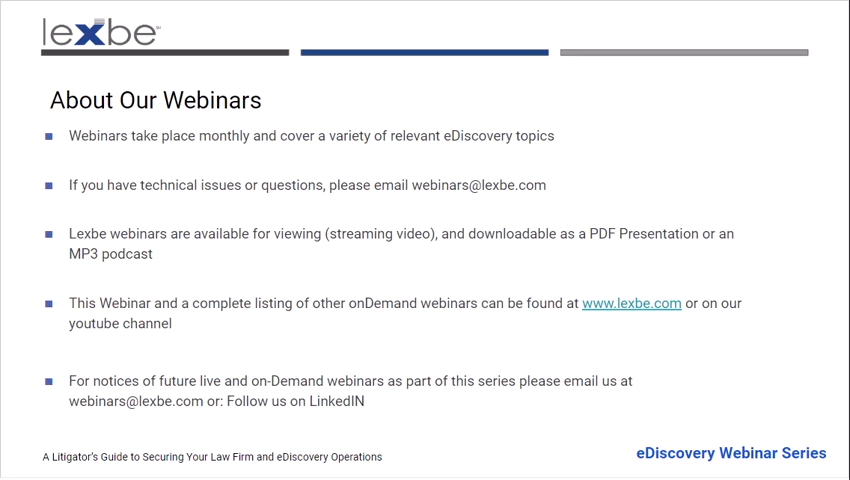 lexbe
About Our Webinars
Webinars take place monthly and cover a variety of relevant eDiscovery topics
If you have technical issues or questions, please email webinars@lexbe.com
Lexbe webinars are available for viewing (streaming video), and downloadable as a PDF Presentation or an
MP3 podcast
This Webinar and a complete listing of other onDemand webinars can be found at www.lexbe.com or on our
youtube channel
For notices of future live and on-Demand webinars as part of this series please email us at
webinars@lexbe.com or: Follow us on LinkedIN
A Litigator's Guide to Securing Your Law Firm and eDiscovery Operations
eDiscovery Webinar Series